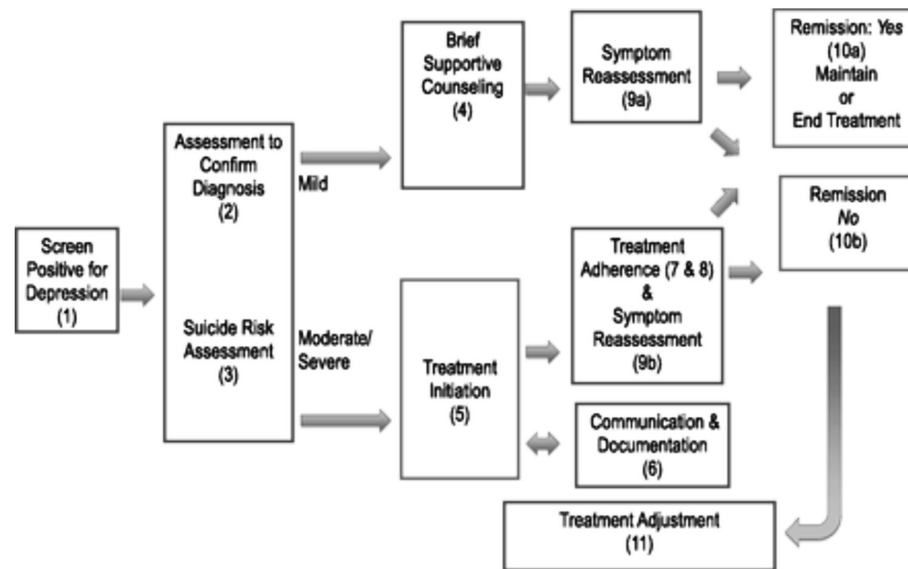 Screen
Positive for
Depression
(1)
Assessment to
Confirm
Diagnosis
(2)
Suicide Risk
Assessment
(3)
Mild
Moderate/
Severe
Brief
Supportive
Counseling
(4)
Treatment
Initiation
(5)
Symptom
Reassessment
(9a)
Treatment
Adherence (7 & 8)
&
Symptom
Reassessment
(9b)
Communication &
Documentation
(6)
Remission: Yes
(10a)
Maintain
or
End Treatment
Remission
No
(10b)
Treatment Adjustment
(11)